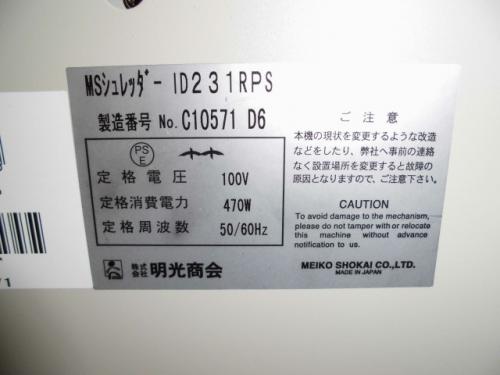 MSシュレッダー ID231RPS
製造番号 No. C10571 D6
PS
E
定格電圧 100V
定格消費電力 470W
定格周波数 50/60Hz
株式会社 明光商会
ご注意
本機の現状を変更するような改造
などをしたり、弊社へ事前の連絡
なく設置場所を変更すると故障の
原因となりますので、ご注意下さい。
CAUTION
To avoid damage to the mechanism,
please do not tamper with or relocate
this machine without advance
notification to us.
MEIKO SHOKAI CO.,LTD.
MADE IN JAPAN